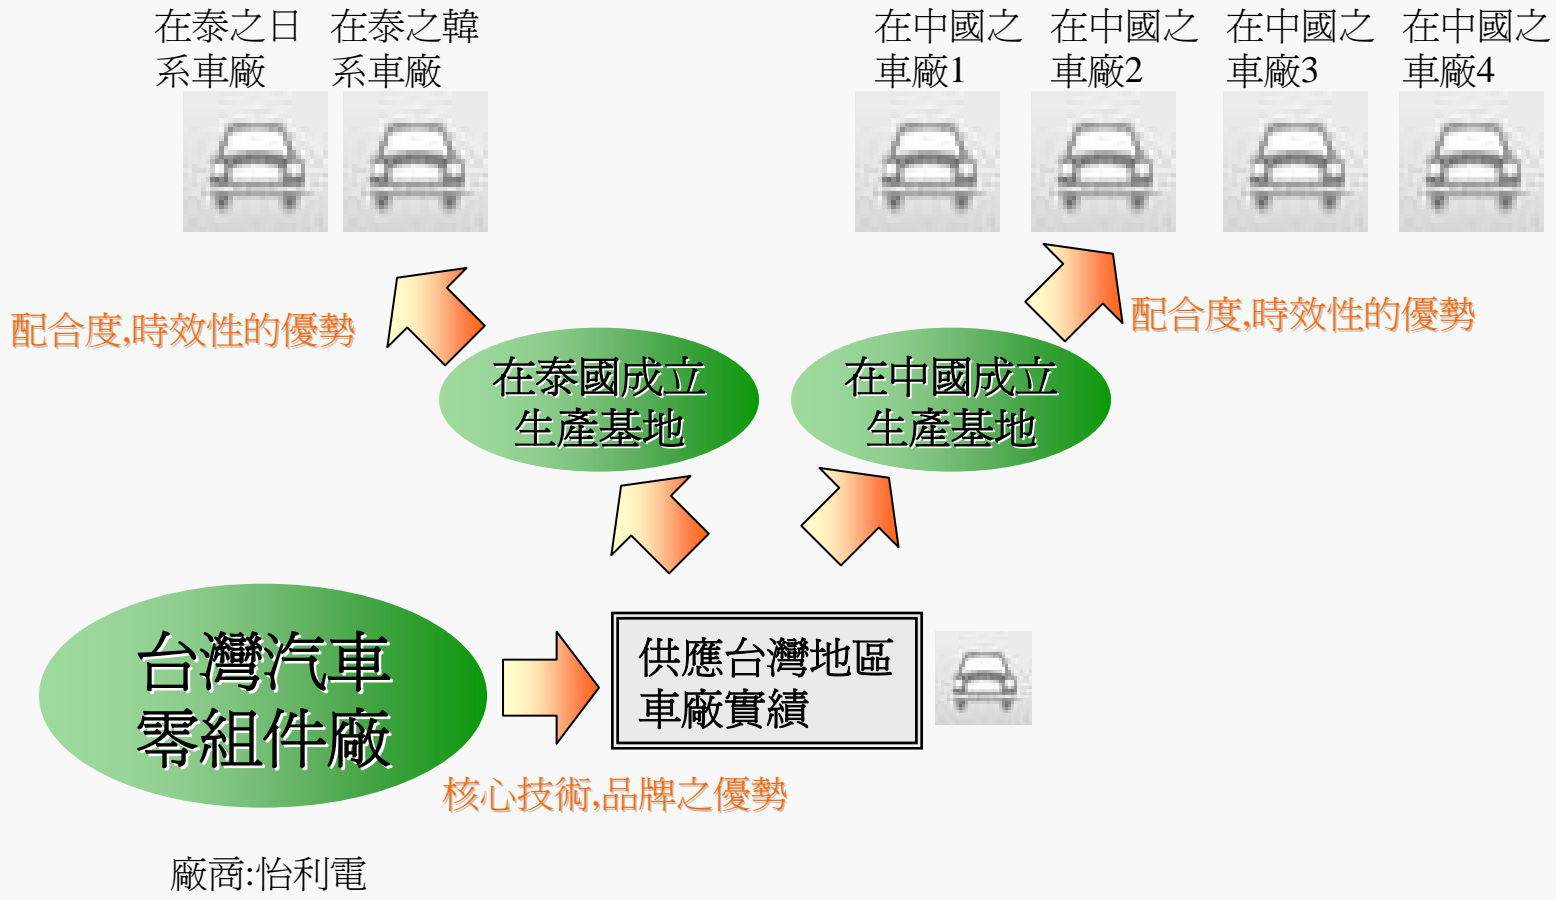 在泰之日
系車廠
在泰之韓
系車廠
在中國之
車廠1
在中國之
車廠2
在中國之
車廠3
在中國之
車廠4
配合度,時效性的優勢
配合度,時效性的優勢
在泰國成立
生產基地
在中國成立
生產基地
台灣汽車
零組件廠
供應台灣地區
車廠實績
核心技術,品牌之優勢
廠商:怡利電